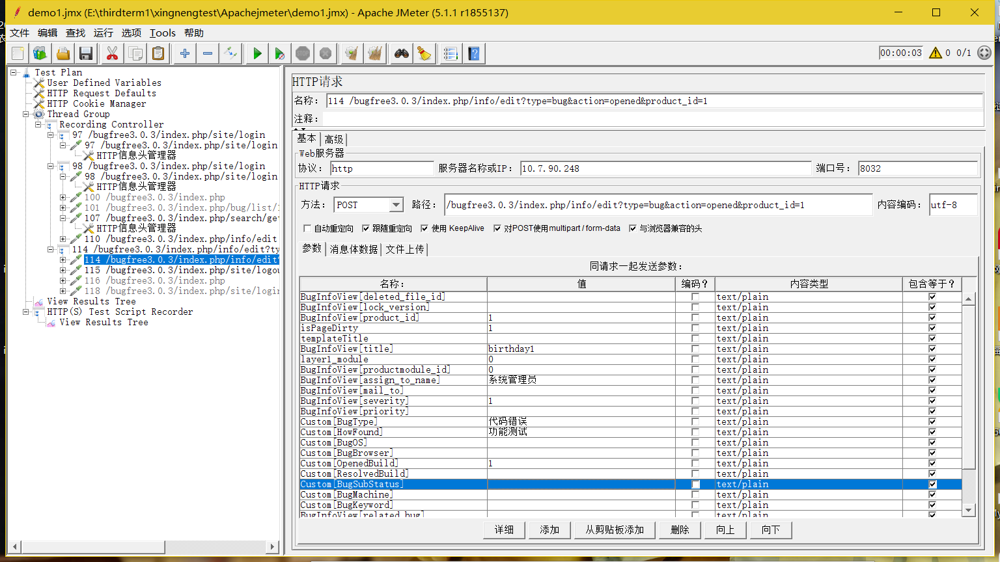 demo1.jmx (E:\thirdterm1\xingnengtest\Apachejmeter\demo1.jmx) - Apache JMeter (5.1.1 r1855137)
文件 编辑 查找 运行 选项 Tools 帮助
00:00:03 0 0/1
Test Plan
User Defined Variables
HTTP Request Defaults
HTTP Cookie Manager
Thread Group
Recording Controller
97 /bugfree3.0.3/index.php/site/login
97 /bugfree3.0.3/index.php/site/login
HTTP信息头管理器
98 /bugfree3.0.3/index.php/site/login
98 /bugfree3.0.3/index.php/site/login
HTTP信息头管理器
100 /bugfree3.0.3/index.php
101 /bugfree3.0.3/index.php/bug/list/
107 /bugfree3.0.3/index.php/search/get
HTTP信息头管理器
110 /bugfree3.0.3/index.php/info/edit
114 /bugfree3.0.3/index.php/info/edit?ty
114 /bugfree3.0.3/index.php/info/edit?
115 /bugfree3.0.3/index.php/site/logou
116 /bugfree3.0.3/index.php
118 /bugfree3.0.3/index.php/site/login
View Results Tree
HTTP(S) Test Script Recorder
View Results Tree
HTTP请求
名称： 114 /bugfree3.0.3/index.php/info/edit?type=bug&action=opened&product_id=1
注释：
基本 高级
Web服务器
协议： http 服务器名称或IP： 10.7.90.248 端口号： 8032
HTTP请求
方法： POST 路径： /bugfree3.0.3/index.php/info/edit?type=bug&action=opened&product_id=1 内容编码： utf-8
自动重定向 跟随重定向 使用 KeepAlive 对POST使用multipart / form-data 与浏览器兼容的头
参数 消息体数据 文件上传
同请求一起发送参数：
名称： 值 编码？ 内容类型 包含等于？
BugInfoView[deleted_file_id] text/plain
BugInfoView[lock_version] text/plain
BugInfoView[product_id] 1 text/plain
isPageDirty 1 text/plain
templateTitle text/plain
BugInfoView[title] birthday1 text/plain
layer1_module 0 text/plain
BugInfoView[productmodule_id] 0 text/plain
BugInfoView[assign_to_name] 系统管理员 text/plain
BugInfoView[mail_to] text/plain
BugInfoView[severity] 1 text/plain
BugInfoView[priority] text/plain
Custom[BugType] 代码错误 text/plain
Custom[HowFound] 功能测试 text/plain
Custom[BugOS] text/plain
Custom[BugBrowser] text/plain
Custom[OpenedBuild] 1 text/plain
Custom[ResolvedBuild] text/plain
Custom[BugSubStatus] text/plain
Custom[BugMachine] text/plain
Custom[BugKeyword] text/plain
BugInfoView[related_bug] text/plain
详细 添加 从剪贴板添加 删除 向上 向下